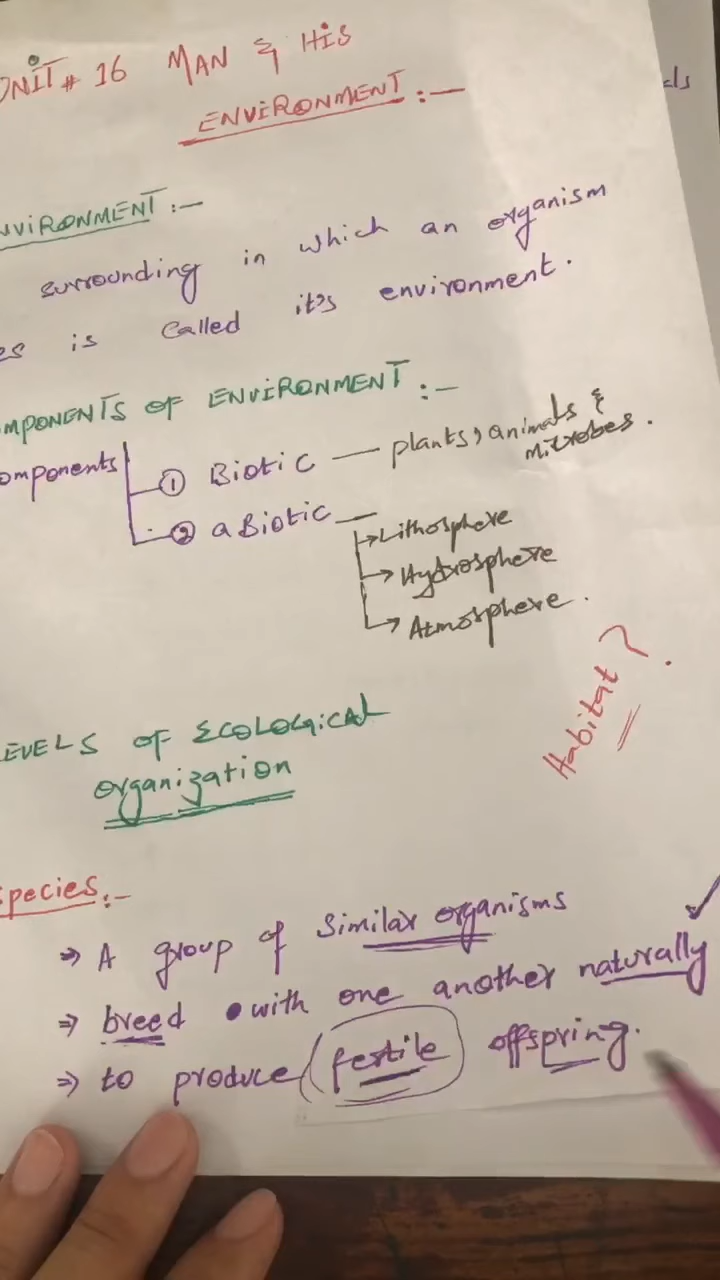 UNIT # 16 MAN & HIS
ENVIRONMENT :-
NVIRONMENT :-
surrounding in which an organism
es is called it's environment.
MPONENTS OF ENVIRONMENT :-
omponents
① Biotic — plants, animals &
microbes.
② aBiotic —
→ Lithosphere
→ Hydrosphere
→ Atmosphere.
Habitat?
EVELS OF ECOLOGICAL
organization
pecies :-
⇒ A group of similar organisms
⇒ breed with one another naturally
⇒ to produce (fertile) offspring.